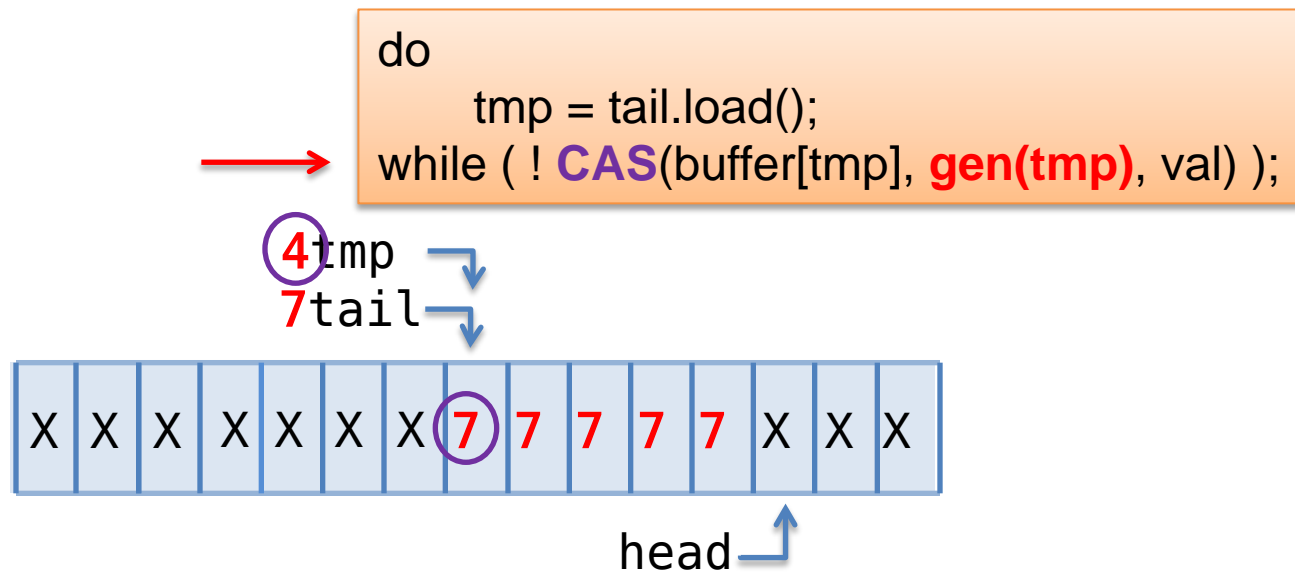 do
tmp = tail.load();
while ( ! CAS(buffer[tmp], gen(tmp), val) );
4tmp
7tail
X X X X X X X 7 7 7 7 7 X X X
head